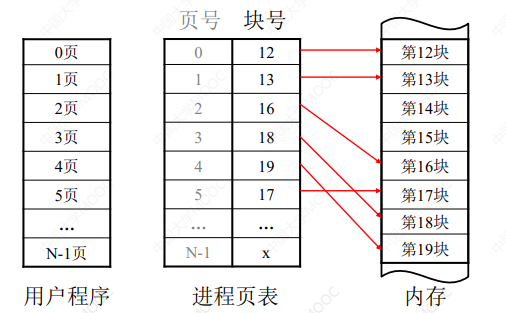 页号 块号
0页 0 12 第12块
1页 1 13 第13块
2页 2 16 第14块
3页 3 18 第15块
4页 4 19 第16块
5页 5 17 第17块
... ... ... 第18块
N-1页 N-1 x 第19块
用户程序 进程页表 内存